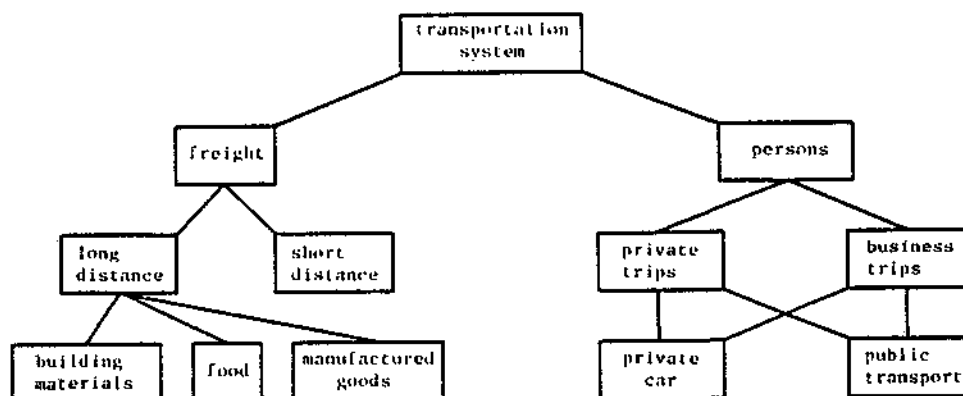 transportation
system
freight
persons
long
distance
short
distance
private
trips
business
trips
building
materials
food
manufactured
goods
private
car
public
transport